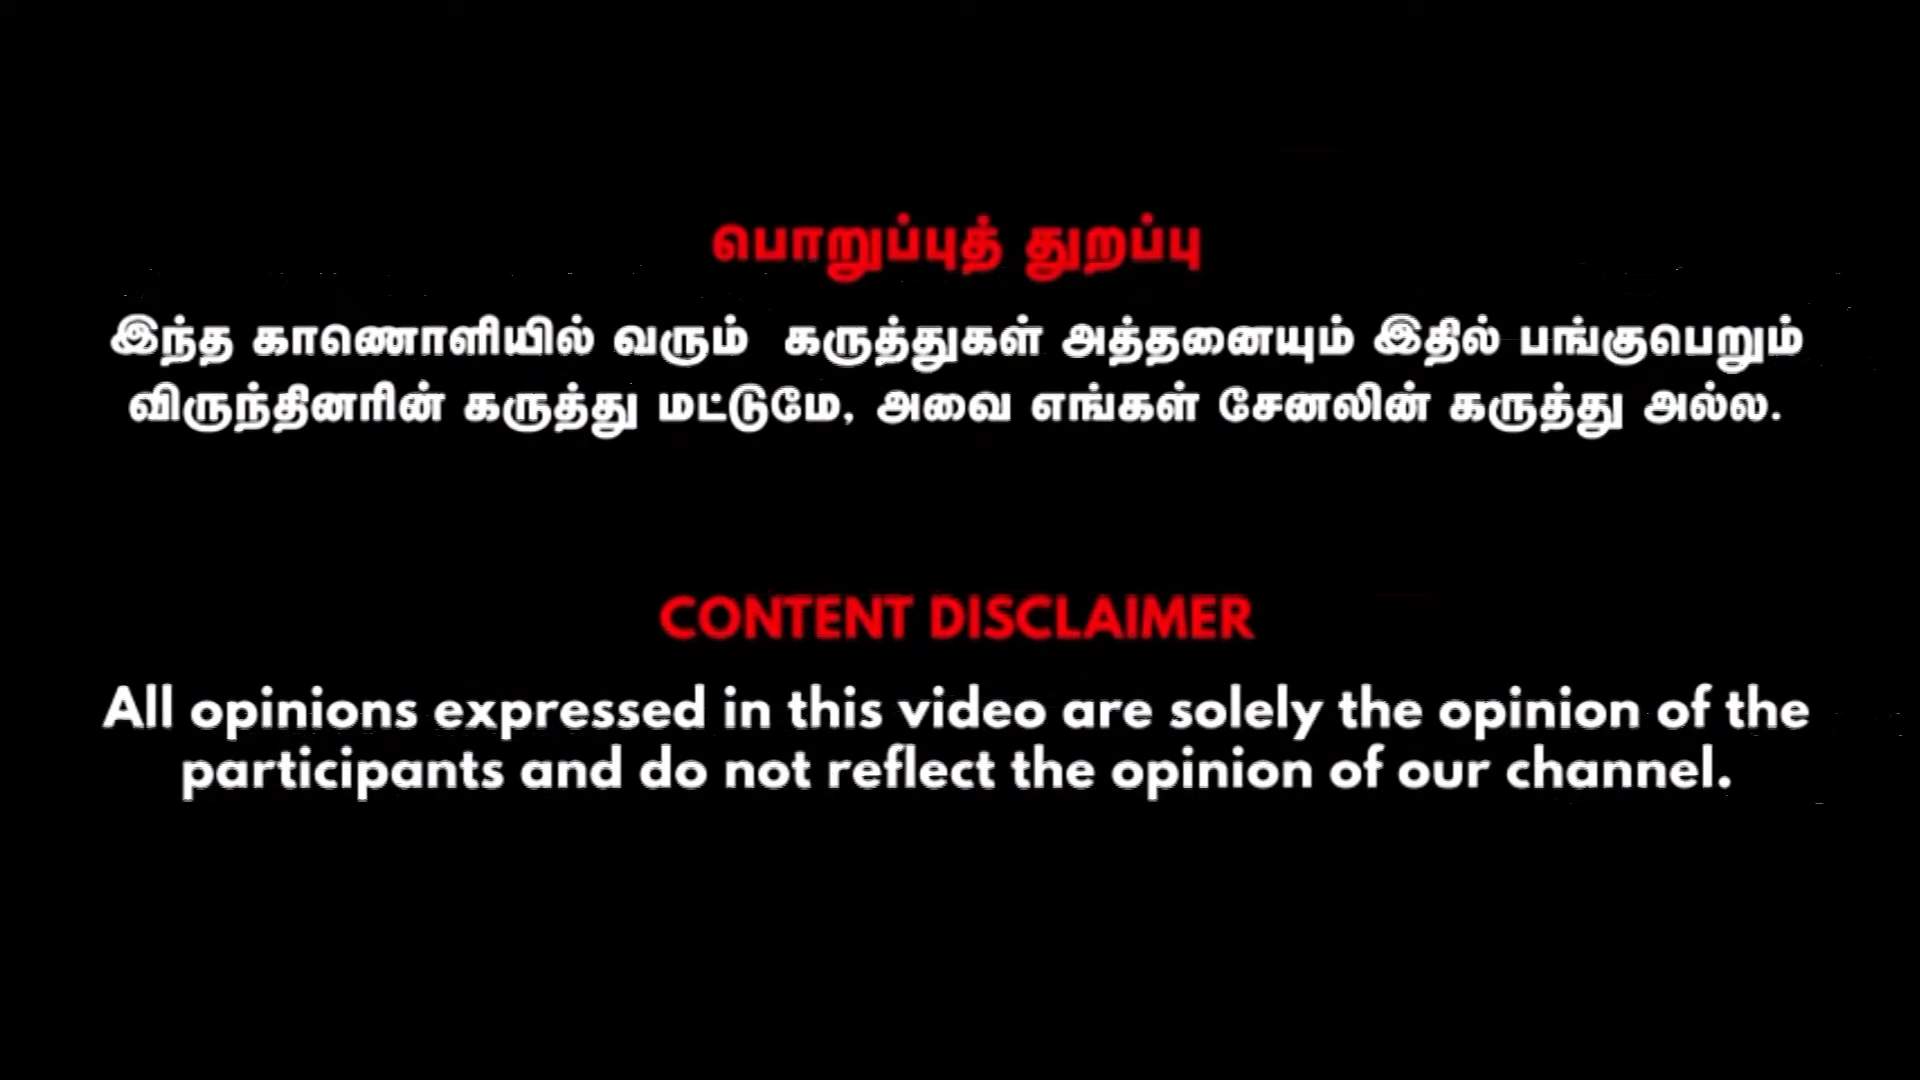 பொறுப்புத் துறப்பு
இந்த காணொளியில் வரும் கருத்துகள் அத்தனையும் இதில் பங்குபெறும்
விருந்தினரின் கருத்து மட்டுமே, அவை எங்கள் சேனலின் கருத்து அல்ல.
CONTENT DISCLAIMER
All opinions expressed in this video are solely the opinion of the
participants and do not reflect the opinion of our channel.